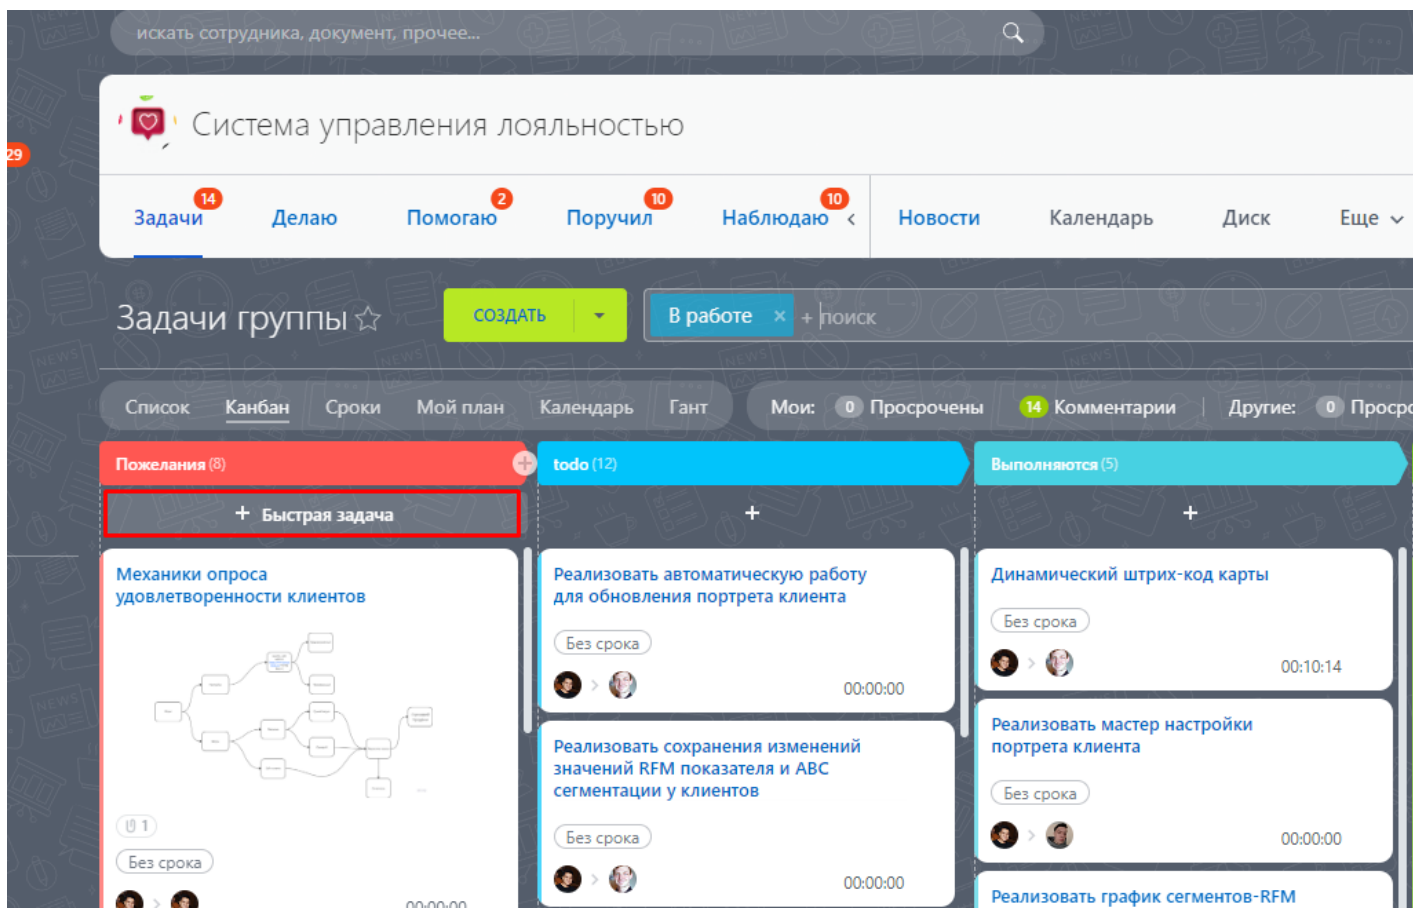 искать сотрудника, документ, прочее...
Система управления лояльностью
29
Задачи 14 Делаю Помогаю 2 Поручил 10 Наблюдаю 10 Новости Календарь Диск Еще
Задачи группы СОЗДАТЬ В работе × + поиск
Список Канбан Сроки Мой план Календарь Гант Мои: 0 Просрочены 14 Комментарии Другие: 0 Проср
Пожелания (8) + todo (12) Выполняются (5)
+ Быстрая задача + +
Механики опроса
удовлетворенности клиентов
1
Без срока
00:00:00
Реализовать автоматическую работу
для обновления портрета клиента
Без срока
00:00:00
Реализовать сохранения изменений
значений RFM показателя и ABC
сегментации у клиентов
Без срока
00:00:00
Динамический штрих-код карты
Без срока
00:10:14
Реализовать мастер настройки
портрета клиента
Без срока
00:00:00
Реализовать график сегментов-RFM